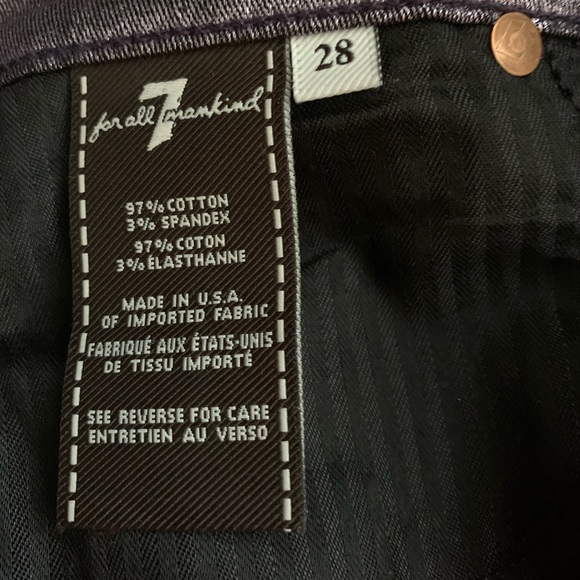 for all 7 mankind
28
97% COTTON
3% SPANDEX
97% COTON
3% ÉLASTHANNE
MADE IN U.S.A.
OF IMPORTED FABRIC
FABRIQUÉ AUX ÉTATS-UNIS
DE TISSU IMPORTÉ
SEE REVERSE FOR CARE
ENTRETIEN AU VERSO